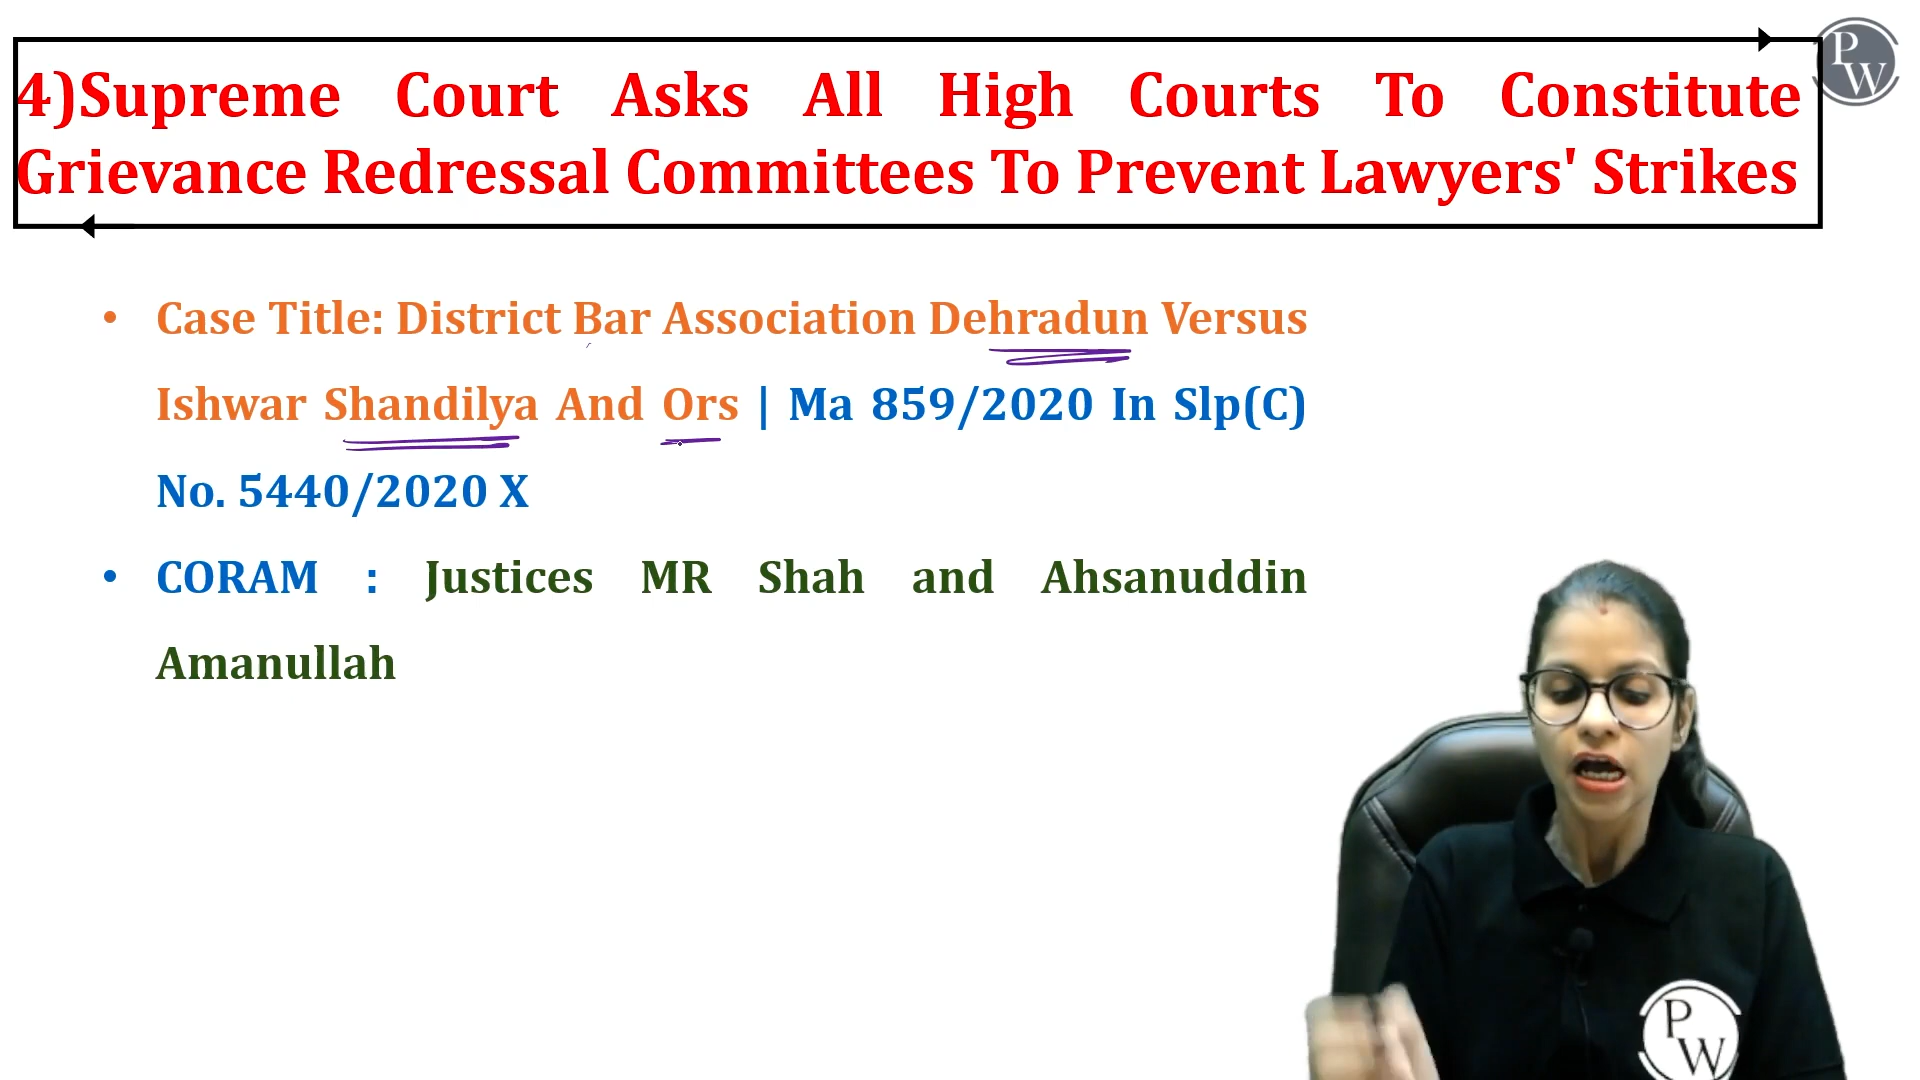 4)Supreme Court Asks All High Courts To Constitute
Grievance Redressal Committees To Prevent Lawyers' Strikes
PW
• Case Title: District Bar Association Dehradun Versus
Ishwar Shandilya And Ors | Ma 859/2020 In Slp(C)
No. 5440/2020 X
• CORAM : Justices MR Shah and Ahsanuddin
Amanullah
PW